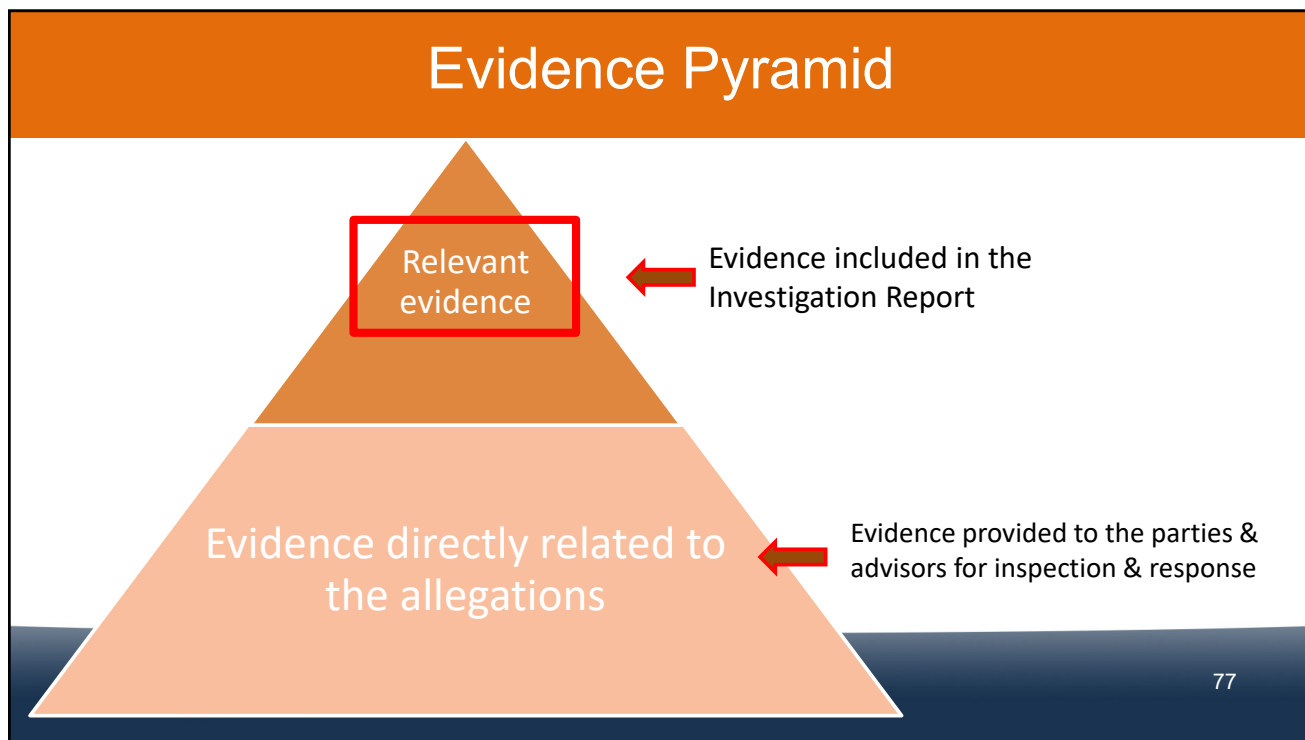 Evidence Pyramid
Relevant
evidence
Evidence included in the
Investigation Report
Evidence directly related to
the allegations
Evidence provided to the parties &
advisors for inspection & response
77